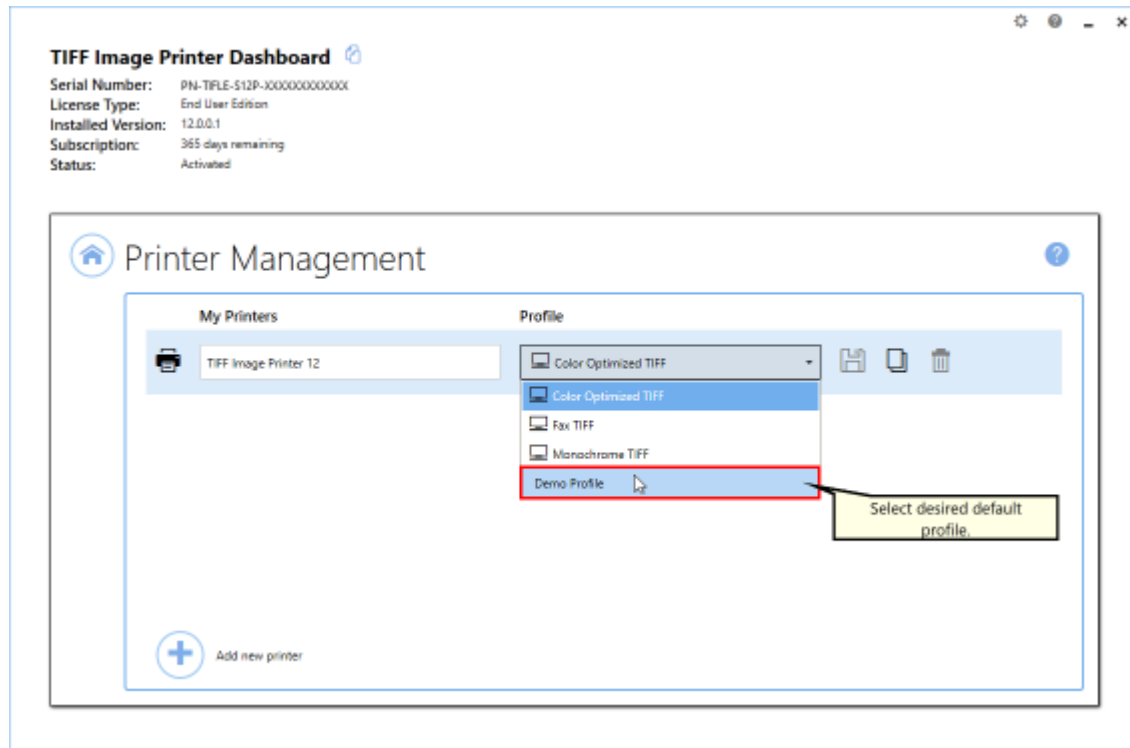 TIFF Image Printer Dashboard
Serial Number: PN-TIFLE-S12P-XXXXXXXXXXXX
License Type: End User Edition
Installed Version: 12.0.0.1
Subscription: 365 days remaining
Status: Activated
Printer Management
?
My Printers Profile
TIFF Image Printer 12 Color Optimized TIFF
Color Optimized TIFF
Fax TIFF
Monochrome TIFF
Demo Profile
Select desired default
profile.
Add new printer